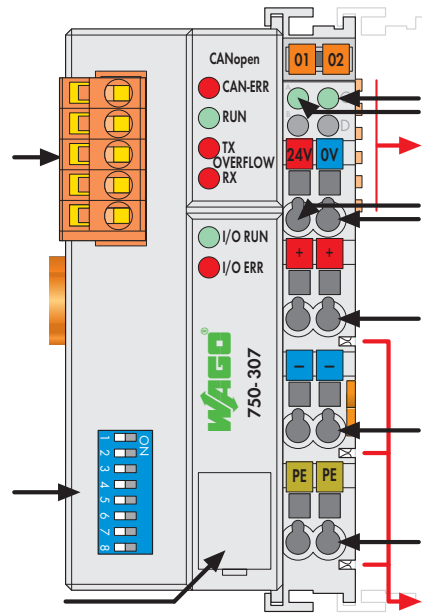 CANopen
CAN-ERR
RUN
TX
OVERFLOW
RX
I/O RUN
I/O ERR
WAGO®
750-307
ON
1 2 3 4 5 6 7 8
01 02
A C
B D
24V 0V
+ +
− −
PE PE